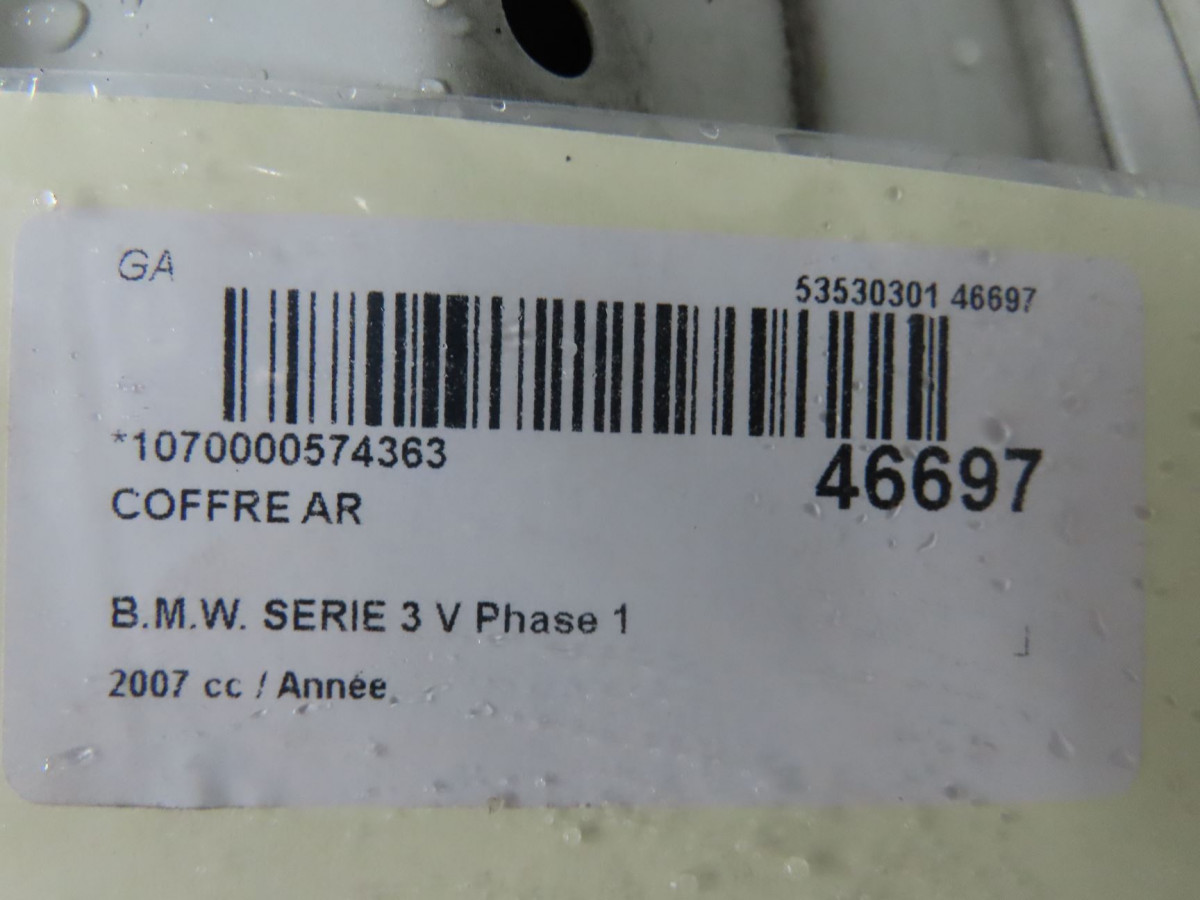 GA
53530301 46697
*1070000574363
46697
COFFRE AR
B.M.W. SERIE 3 V Phase 1
2007 cc / Année